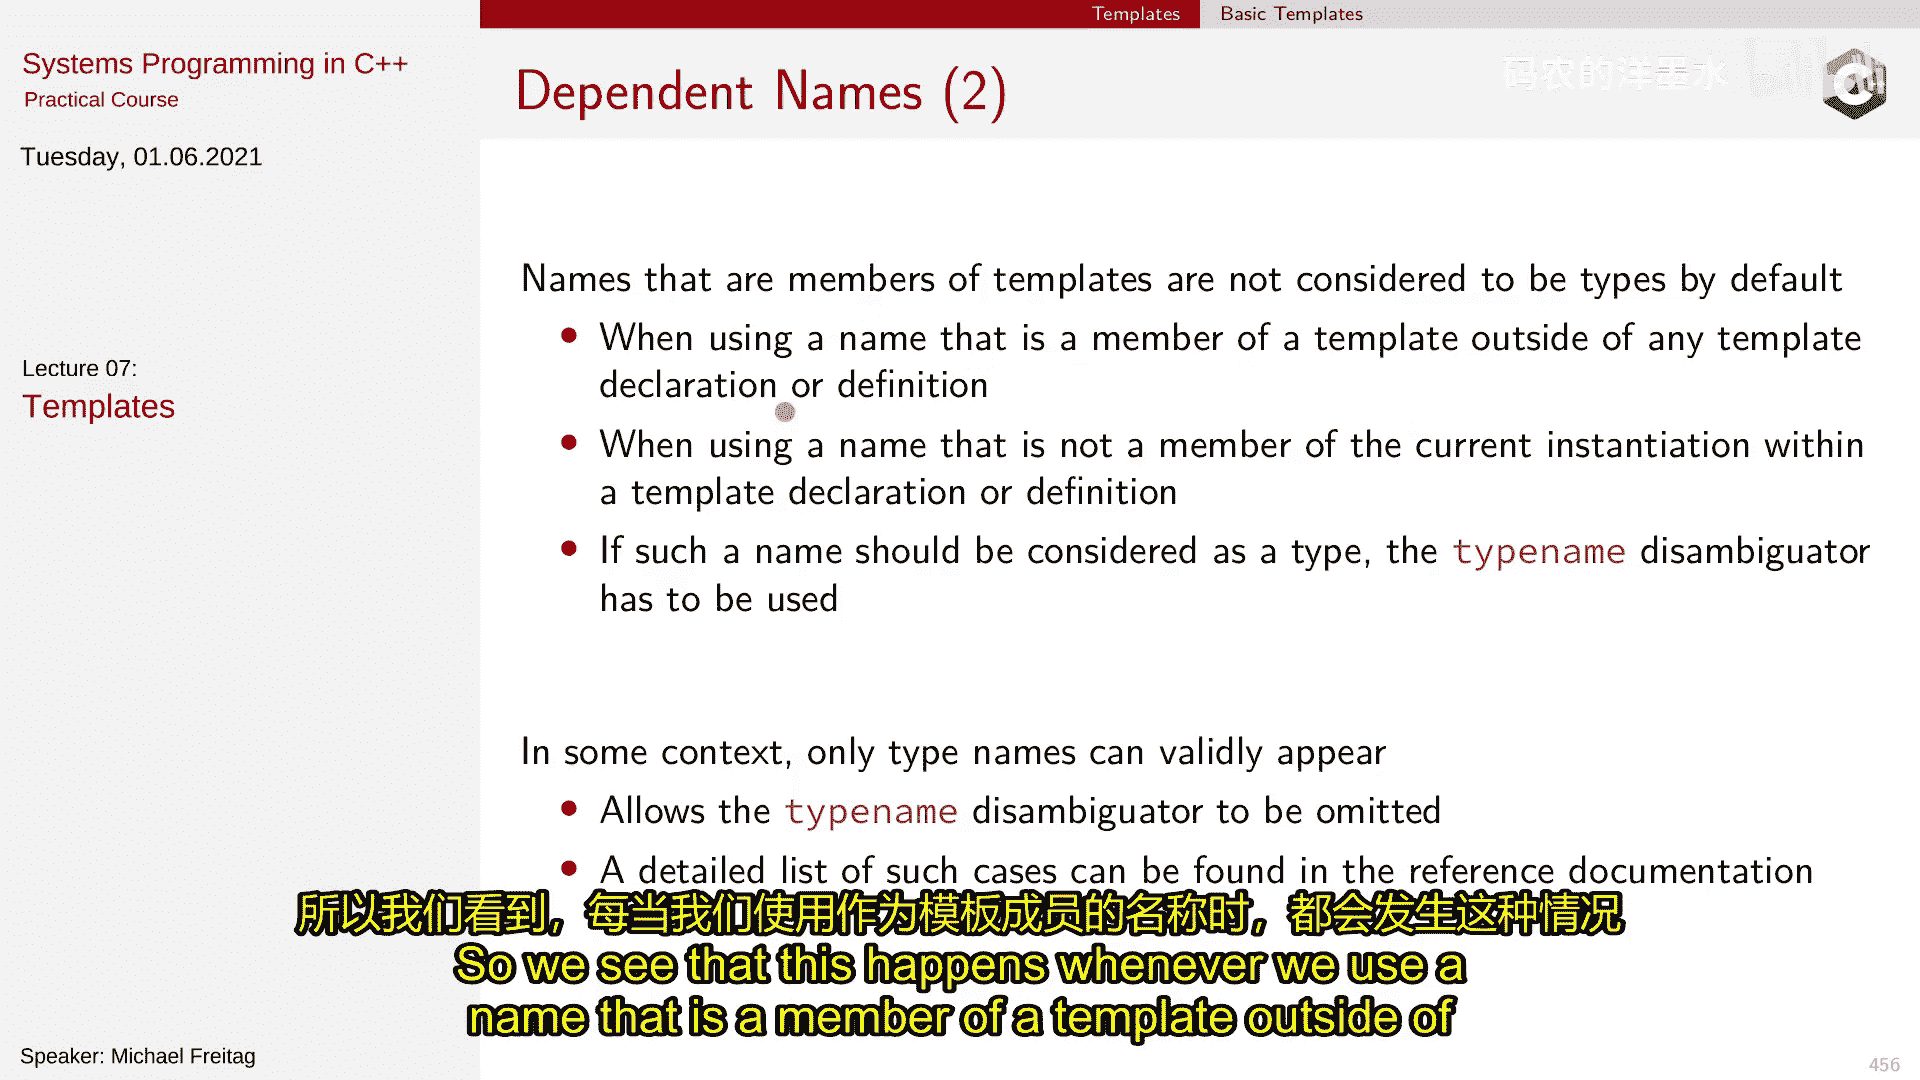 Templates
Basic Templates
Systems Programming in C++
Practical Course
Tuesday, 01.06.2021
Lecture 07:
Templates
Dependent Names (2)
码农的洋墨水
Names that are members of templates are not considered to be types by default
• When using a name that is a member of a template outside of any template
declaration or definition
• When using a name that is not a member of the current instantiation within
a template declaration or definition
• If such a name should be considered as a type, the typename disambiguator
has to be used
In some context, only type names can validly appear
• Allows the typename disambiguator to be omitted
• A detailed list of such cases can be found in the reference documentation
所以我们看到，每当我们使用作为模板成员的名称时，都会发生这种情况
So we see that this happens whenever we use a
name that is a member of a template outside of
Speaker: Michael Freitag
456